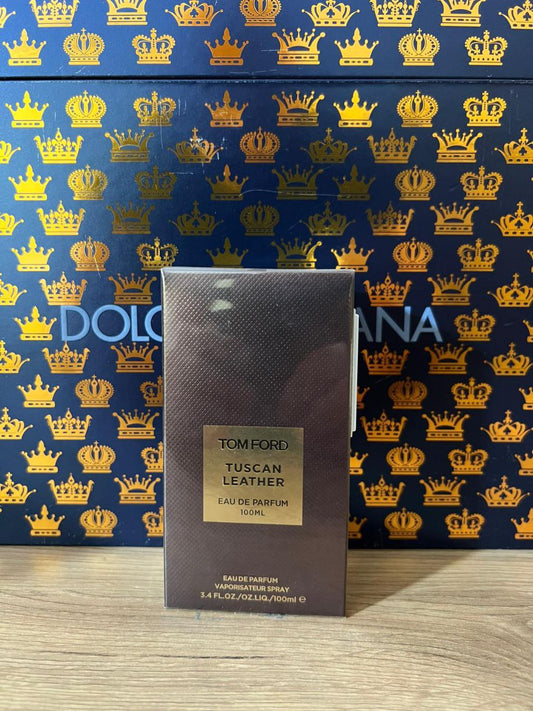 DOLC ANA
TOM FORD
TUSCAN
LEATHER
EAU DE PARFUM
100ML
EAU DE PARFUM
VAPORISATEUR SPRAY
3.4 FL.OZ./OZ.LIQ./100ml ℮